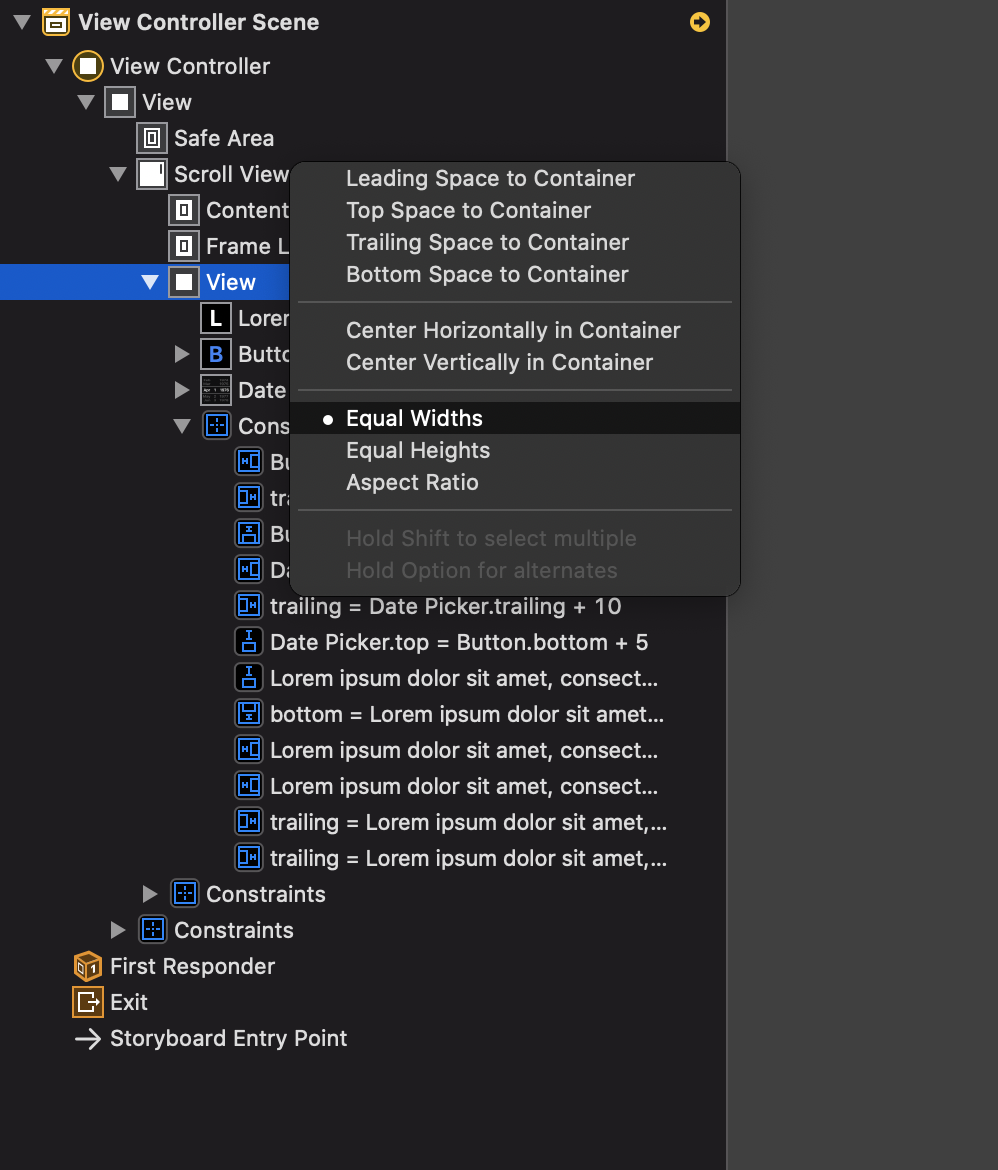 View Controller Scene
View Controller
View
Safe Area
Scroll View
Leading Space to Container
Top Space to Container
Trailing Space to Container
Bottom Space to Container
Center Horizontally in Container
Center Vertically in Container
Equal Widths
Equal Heights
Aspect Ratio
Hold Shift to select multiple
Hold Option for alternates
Content
Frame L
View
L Lorem
B Butto
Date
Cons
Bu
tra
Bu
Da
trailing = Date Picker.trailing + 10
Date Picker.top = Button.bottom + 5
Lorem ipsum dolor sit amet, consect...
bottom = Lorem ipsum dolor sit amet...
Lorem ipsum dolor sit amet, consect...
Lorem ipsum dolor sit amet, consect...
trailing = Lorem ipsum dolor sit amet,...
trailing = Lorem ipsum dolor sit amet,...
Constraints
Constraints
First Responder
Exit
Storyboard Entry Point